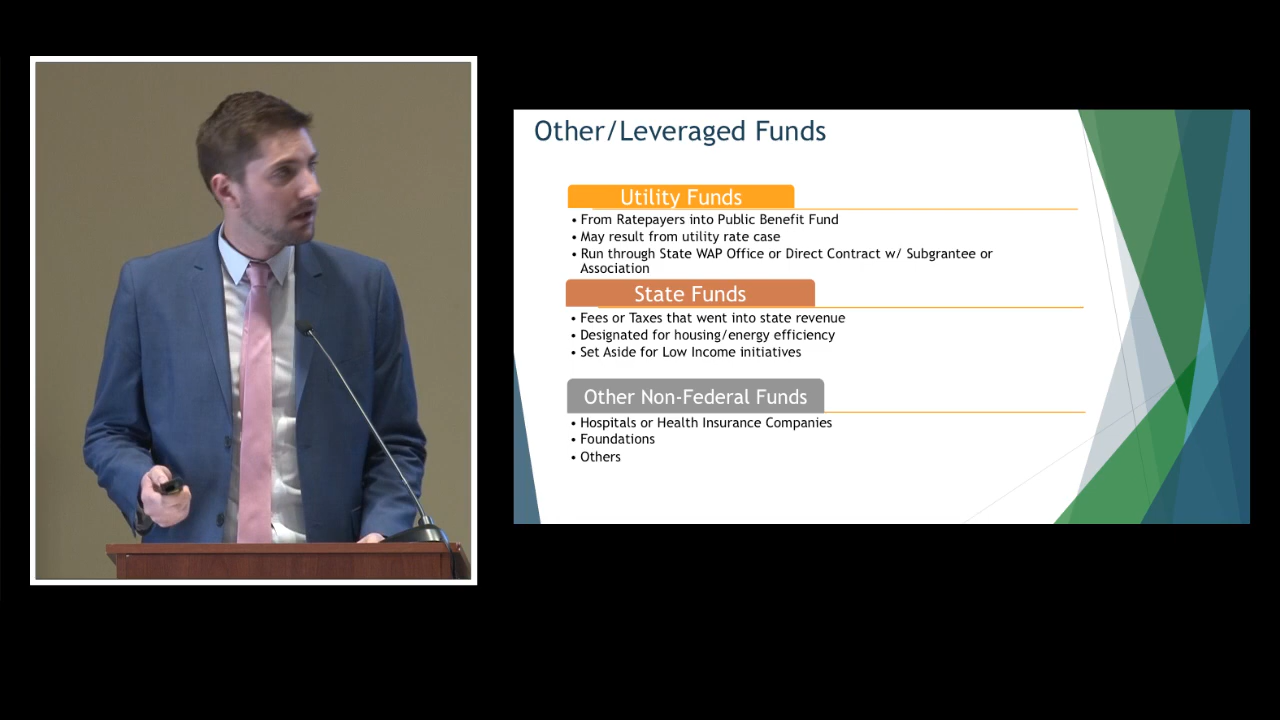 Other/Leveraged Funds
Utility Funds
• From Ratepayers into Public Benefit Fund
• May result from utility rate case
• Run through State WAP Office or Direct Contract w/ Subgrantee or
Association
State Funds
• Fees or Taxes that went into state revenue
• Designated for housing/energy efficiency
• Set Aside for Low Income initiatives
Other Non-Federal Funds
• Hospitals or Health Insurance Companies
• Foundations
• Others